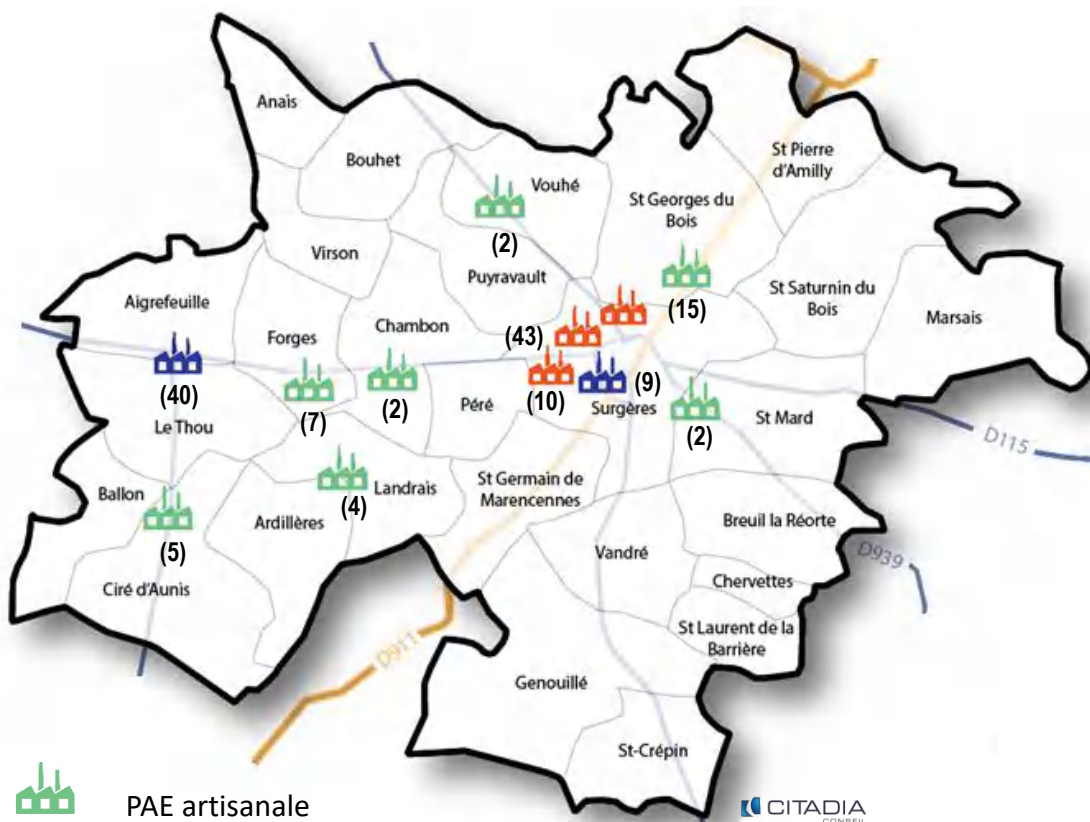 Anais
Bouhet
Vouhé
(2)
St Pierre
d'Amilly
St Georges du
Bois
(15)
Virson
Puyravault
St Saturnin du
Bois
Marsais
Aigrefeuille
(40)
Forges
(7)
Chambon
(2)
(43)
(10)
Péré
(9)
Surgères
(2)
St Mard
D115
Le Thou
Ballon
(5)
(4)
Landrais
Ardillères
St Germain de
Marencennes
Breuil la Réorte
D939
Vandré
Chervettes
Ciré d'Aunis
St Laurent de la
Barrière
D911
Genouillé
St-Crépin
PAE artisanale
CITADIA
CONSEIL